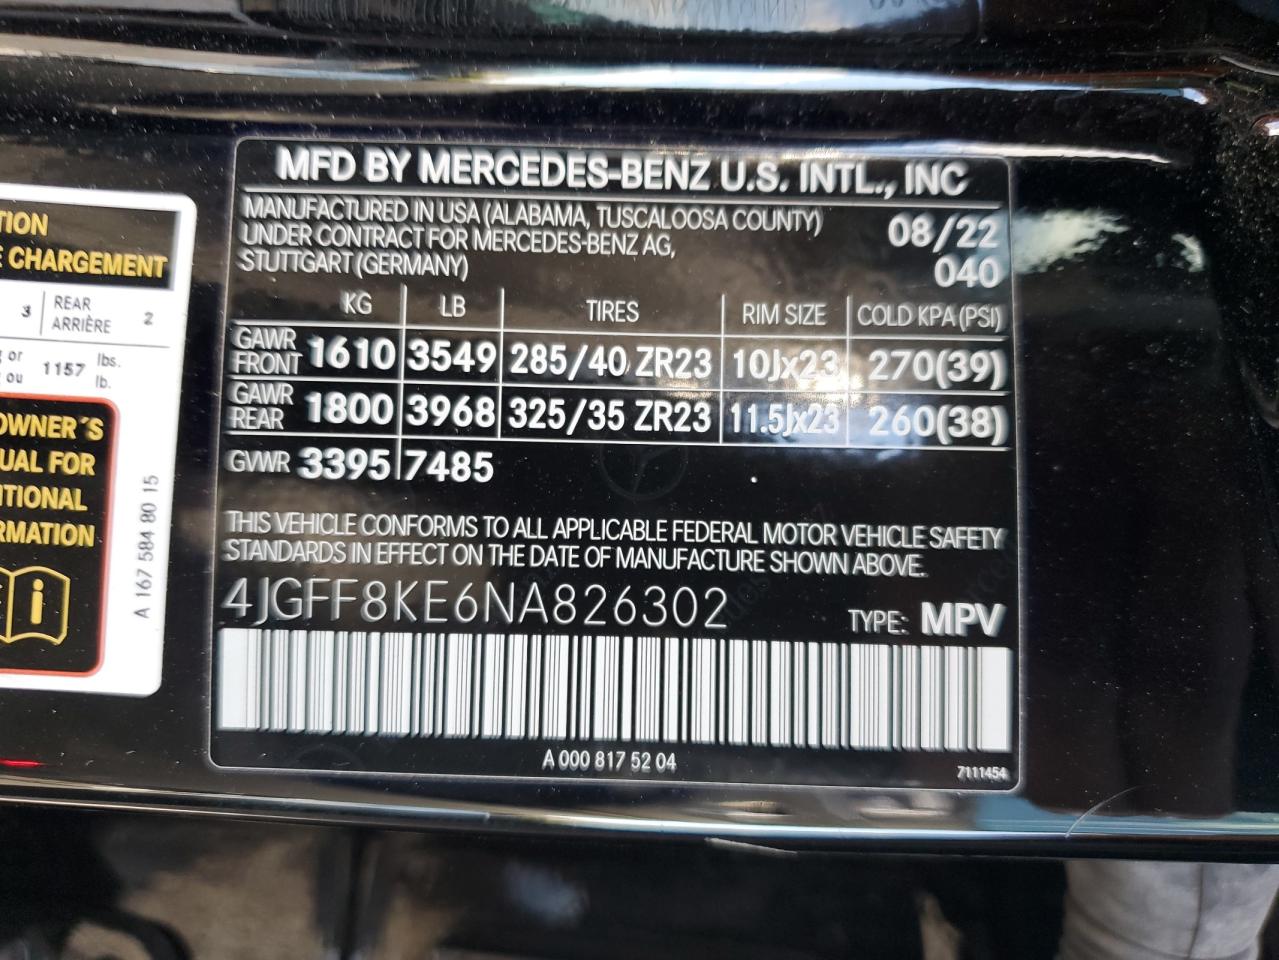 TION
E CHARGEMENT
3 REAR ARRIÈRE 2
or ou 1157 lbs. lb.
OWNER´S
UAL FOR
ITIONAL
RMATION
A 167 584 80 15
MFD BY MERCEDES-BENZ U.S. INTL., INC
MANUFACTURED IN USA (ALABAMA, TUSCALOOSA COUNTY) 08/22
UNDER CONTRACT FOR MERCEDES-BENZ AG,
STUTTGART (GERMANY) 040
KG LB TIRES RIM SIZE COLD KPA (PSI)
GAWR FRONT 1610 3549 285/40 ZR23 10Jx23 270(39)
GAWR REAR 1800 3968 325/35 ZR23 11.5Jx23 260(38)
GVWR 3395 7485
THIS VEHICLE CONFORMS TO ALL APPLICABLE FEDERAL MOTOR VEHICLE SAFETY
STANDARDS IN EFFECT ON THE DATE OF MANUFACTURE SHOWN ABOVE.
4JGFF8KE6NA826302 TYPE: MPV
A 000 817 52 04
7111454